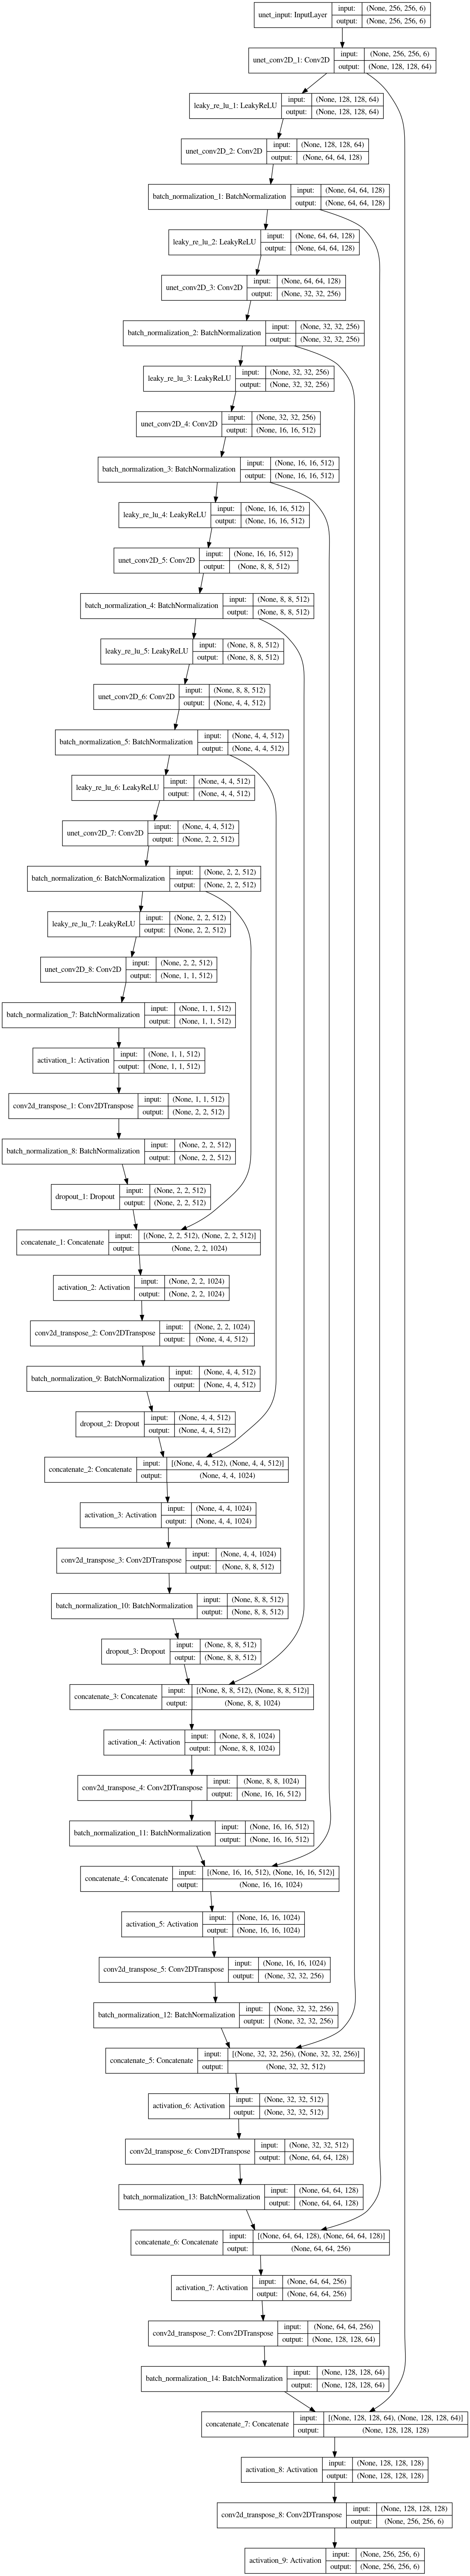 unet_input: InputLayer
input: (None, 256, 256, 6)
output: (None, 256, 256, 6)
unet_conv2D_1: Conv2D
input: (None, 256, 256, 6)
output: (None, 128, 128, 64)
leaky_re_lu_1: LeakyReLU
input: (None, 128, 128, 64)
output: (None, 128, 128, 64)
unet_conv2D_2: Conv2D
input: (None, 128, 128, 64)
output: (None, 64, 64, 128)
batch_normalization_1: BatchNormalization
input: (None, 64, 64, 128)
output: (None, 64, 64, 128)
leaky_re_lu_2: LeakyReLU
input: (None, 64, 64, 128)
output: (None, 64, 64, 128)
unet_conv2D_3: Conv2D
input: (None, 64, 64, 128)
output: (None, 32, 32, 256)
batch_normalization_2: BatchNormalization
input: (None, 32, 32, 256)
output: (None, 32, 32, 256)
leaky_re_lu_3: LeakyReLU
input: (None, 32, 32, 256)
output: (None, 32, 32, 256)
unet_conv2D_4: Conv2D
input: (None, 32, 32, 256)
output: (None, 16, 16, 512)
batch_normalization_3: BatchNormalization
input: (None, 16, 16, 512)
output: (None, 16, 16, 512)
leaky_re_lu_4: LeakyReLU
input: (None, 16, 16, 512)
output: (None, 16, 16, 512)
unet_conv2D_5: Conv2D
input: (None, 16, 16, 512)
output: (None, 8, 8, 512)
batch_normalization_4: BatchNormalization
input: (None, 8, 8, 512)
output: (None, 8, 8, 512)
leaky_re_lu_5: LeakyReLU
input: (None, 8, 8, 512)
output: (None, 8, 8, 512)
unet_conv2D_6: Conv2D
input: (None, 8, 8, 512)
output: (None, 4, 4, 512)
batch_normalization_5: BatchNormalization
input: (None, 4, 4, 512)
output: (None, 4, 4, 512)
leaky_re_lu_6: LeakyReLU
input: (None, 4, 4, 512)
output: (None, 4, 4, 512)
unet_conv2D_7: Conv2D
input: (None, 4, 4, 512)
output: (None, 2, 2, 512)
batch_normalization_6: BatchNormalization
input: (None, 2, 2, 512)
output: (None, 2, 2, 512)
leaky_re_lu_7: LeakyReLU
input: (None, 2, 2, 512)
output: (None, 2, 2, 512)
unet_conv2D_8: Conv2D
input: (None, 2, 2, 512)
output: (None, 1, 1, 512)
batch_normalization_7: BatchNormalization
input: (None, 1, 1, 512)
output: (None, 1, 1, 512)
activation_1: Activation
input: (None, 1, 1, 512)
output: (None, 1, 1, 512)
conv2d_transpose_1: Conv2DTranspose
input: (None, 1, 1, 512)
output: (None, 2, 2, 512)
batch_normalization_8: BatchNormalization
input: (None, 2, 2, 512)
output: (None, 2, 2, 512)
dropout_1: Dropout
input: (None, 2, 2, 512)
output: (None, 2, 2, 512)
concatenate_1: Concatenate
input: [(None, 2, 2, 512), (None, 2, 2, 512)]
output: (None, 2, 2, 1024)
activation_2: Activation
input: (None, 2, 2, 1024)
output: (None, 2, 2, 1024)
conv2d_transpose_2: Conv2DTranspose
input: (None, 2, 2, 1024)
output: (None, 4, 4, 512)
batch_normalization_9: BatchNormalization
input: (None, 4, 4, 512)
output: (None, 4, 4, 512)
dropout_2: Dropout
input: (None, 4, 4, 512)
output: (None, 4, 4, 512)
concatenate_2: Concatenate
input: [(None, 4, 4, 512), (None, 4, 4, 512)]
output: (None, 4, 4, 1024)
activation_3: Activation
input: (None, 4, 4, 1024)
output: (None, 4, 4, 1024)
conv2d_transpose_3: Conv2DTranspose
input: (None, 4, 4, 1024)
output: (None, 8, 8, 512)
batch_normalization_10: BatchNormalization
input: (None, 8, 8, 512)
output: (None, 8, 8, 512)
dropout_3: Dropout
input: (None, 8, 8, 512)
output: (None, 8, 8, 512)
concatenate_3: Concatenate
input: [(None, 8, 8, 512), (None, 8, 8, 512)]
output: (None, 8, 8, 1024)
activation_4: Activation
input: (None, 8, 8, 1024)
output: (None, 8, 8, 1024)
conv2d_transpose_4: Conv2DTranspose
input: (None, 8, 8, 1024)
output: (None, 16, 16, 512)
batch_normalization_11: BatchNormalization
input: (None, 16, 16, 512)
output: (None, 16, 16, 512)
concatenate_4: Concatenate
input: [(None, 16, 16, 512), (None, 16, 16, 512)]
output: (None, 16, 16, 1024)
activation_5: Activation
input: (None, 16, 16, 1024)
output: (None, 16, 16, 1024)
conv2d_transpose_5: Conv2DTranspose
input: (None, 16, 16, 1024)
output: (None, 32, 32, 256)
batch_normalization_12: BatchNormalization
input: (None, 32, 32, 256)
output: (None, 32, 32, 256)
concatenate_5: Concatenate
input: [(None, 32, 32, 256), (None, 32, 32, 256)]
output: (None, 32, 32, 512)
activation_6: Activation
input: (None, 32, 32, 512)
output: (None, 32, 32, 512)
conv2d_transpose_6: Conv2DTranspose
input: (None, 32, 32, 512)
output: (None, 64, 64, 128)
batch_normalization_13: BatchNormalization
input: (None, 64, 64, 128)
output: (None, 64, 64, 128)
concatenate_6: Concatenate
input: [(None, 64, 64, 128), (None, 64, 64, 128)]
output: (None, 64, 64, 256)
activation_7: Activation
input: (None, 64, 64, 256)
output: (None, 64, 64, 256)
conv2d_transpose_7: Conv2DTranspose
input: (None, 64, 64, 256)
output: (None, 128, 128, 64)
batch_normalization_14: BatchNormalization
input: (None, 128, 128, 64)
output: (None, 128, 128, 64)
concatenate_7: Concatenate
input: [(None, 128, 128, 64), (None, 128, 128, 64)]
output: (None, 128, 128, 128)
activation_8: Activation
input: (None, 128, 128, 128)
output: (None, 128, 128, 128)
conv2d_transpose_8: Conv2DTranspose
input: (None, 128, 128, 128)
output: (None, 256, 256, 6)
activation_9: Activation
input: (None, 256, 256, 6)
output: (None, 256, 256, 6)